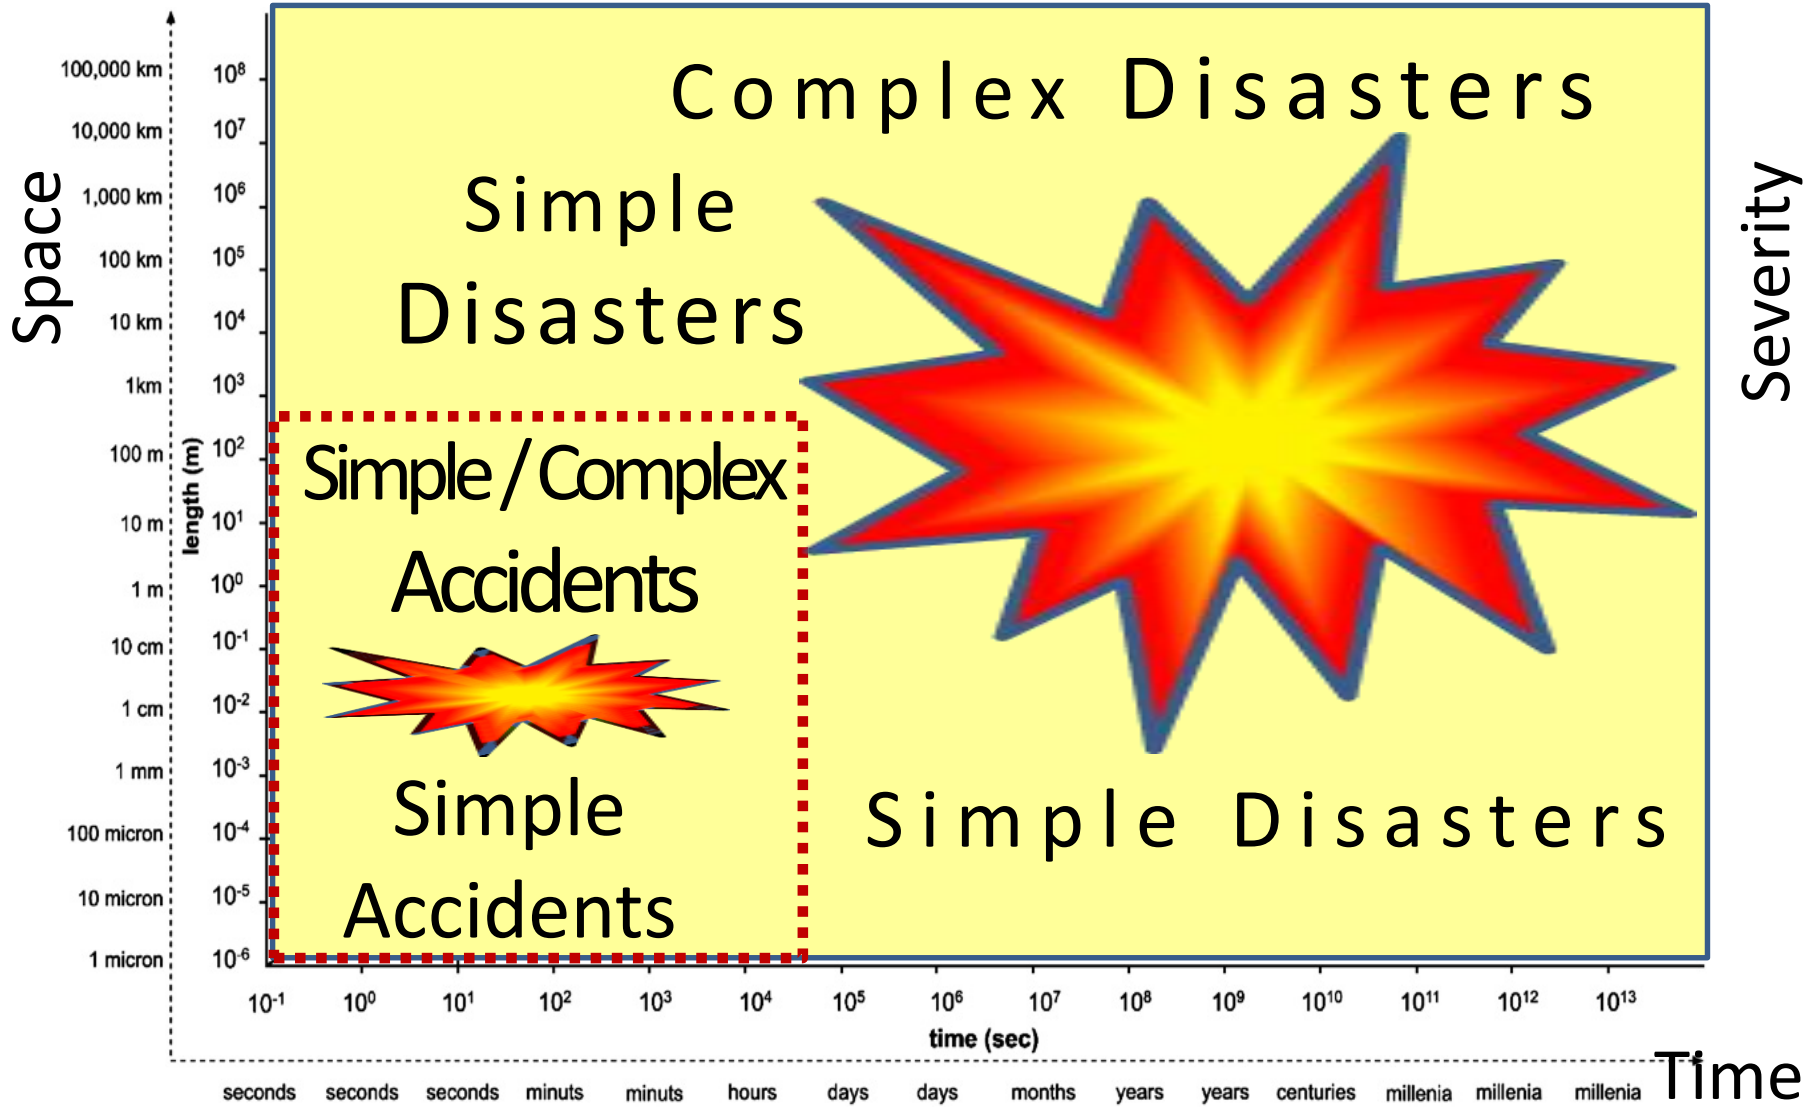 Complex Disasters
Simple
Disasters
Simple / Complex
Accidents
Simple
Accidents
Simple Disasters
Space
Severity
100,000 km
10,000 km
1,000 km
100 km
10 km
1km
100 m
10 m
1 m
10 cm
1 cm
1 mm
100 micron
10 micron
1 micron
length (m)
10⁸
10⁷
10⁶
10⁵
10⁴
10³
10²
10¹
10⁰
10⁻¹
10⁻²
10⁻³
10⁻⁴
10⁻⁵
10⁻⁶
10⁻¹ 10⁰ 10¹ 10² 10³ 10⁴ 10⁵ 10⁶ 10⁷ 10⁸ 10⁹ 10¹⁰ 10¹¹ 10¹² 10¹³
time (sec)
seconds seconds seconds minuts minuts hours days days months years years centuries millenia millenia millenia
Time